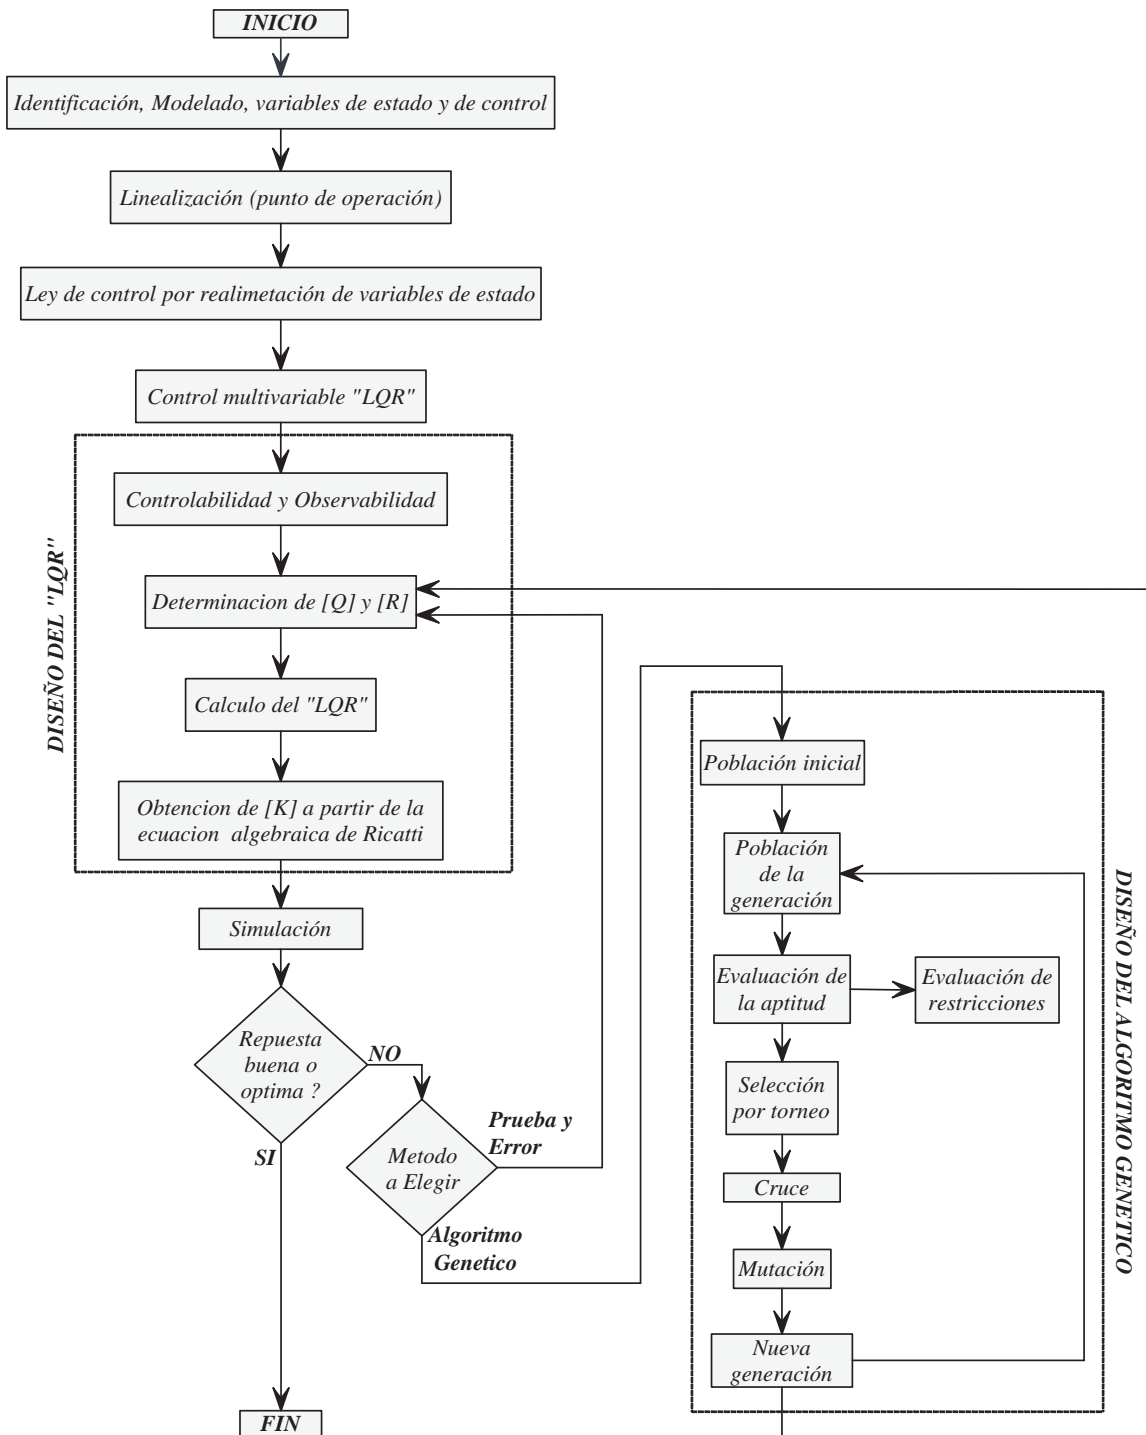 INICIO
Identificación, Modelado, variables de estado y de control
Linealización (punto de operación)
Ley de control por realimetación de variables de estado
Control multivariable "LQR"
DISEÑO DEL "LQR"
Controlabilidad y Observabilidad
Determinacion de [Q] y [R]
Calculo del "LQR"
Obtencion de [K] a partir de la
ecuacion algebraica de Ricatti
Simulación
Repuesta
buena o
optima ?
NO
SI
Metodo
a Elegir
Prueba y
Error
Algoritmo
Genetico
FIN
Población inicial
Población
de la
generación
Evaluación de
la aptitud
Evaluación de
restricciones
Selección
por torneo
Cruce
Mutación
Nueva
generación
DISEÑO DEL ALGORITMO GENETICO